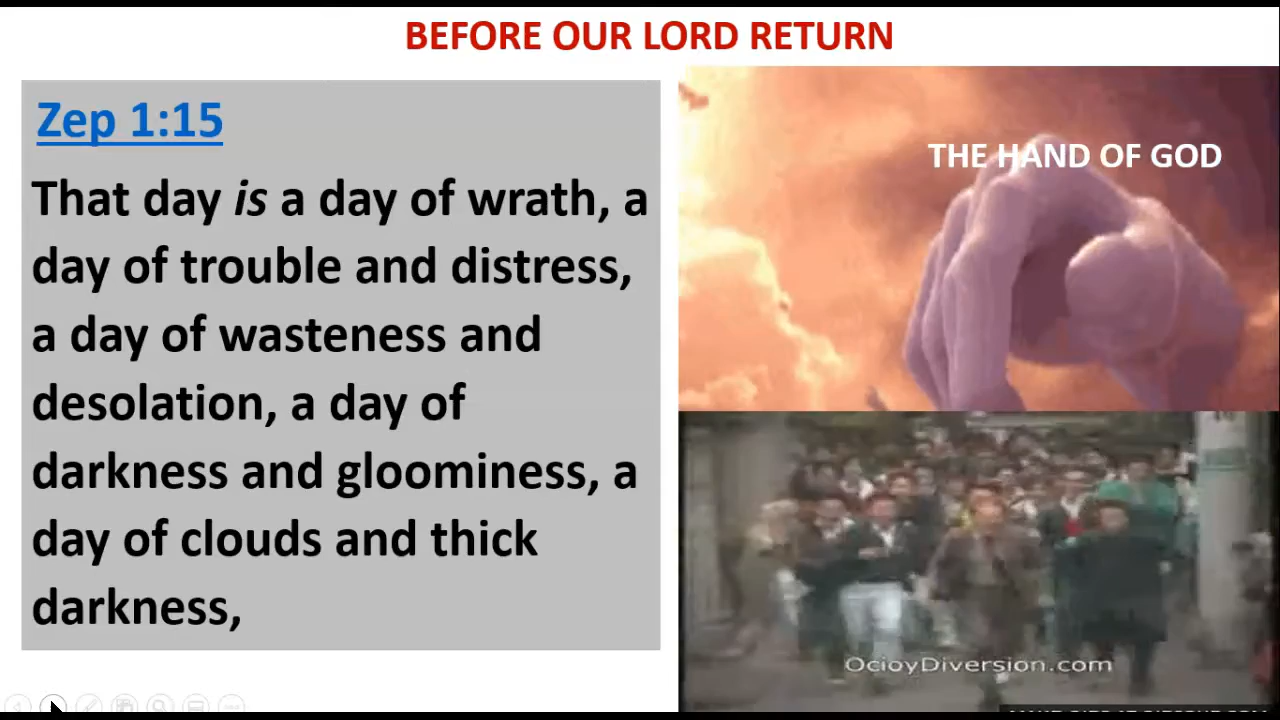 BEFORE OUR LORD RETURN
Zep 1:15
That day is a day of wrath, a
day of trouble and distress,
a day of wasteness and
desolation, a day of
darkness and gloominess, a
day of clouds and thick
darkness,
THE HAND OF GOD
OcioyDiversion.com